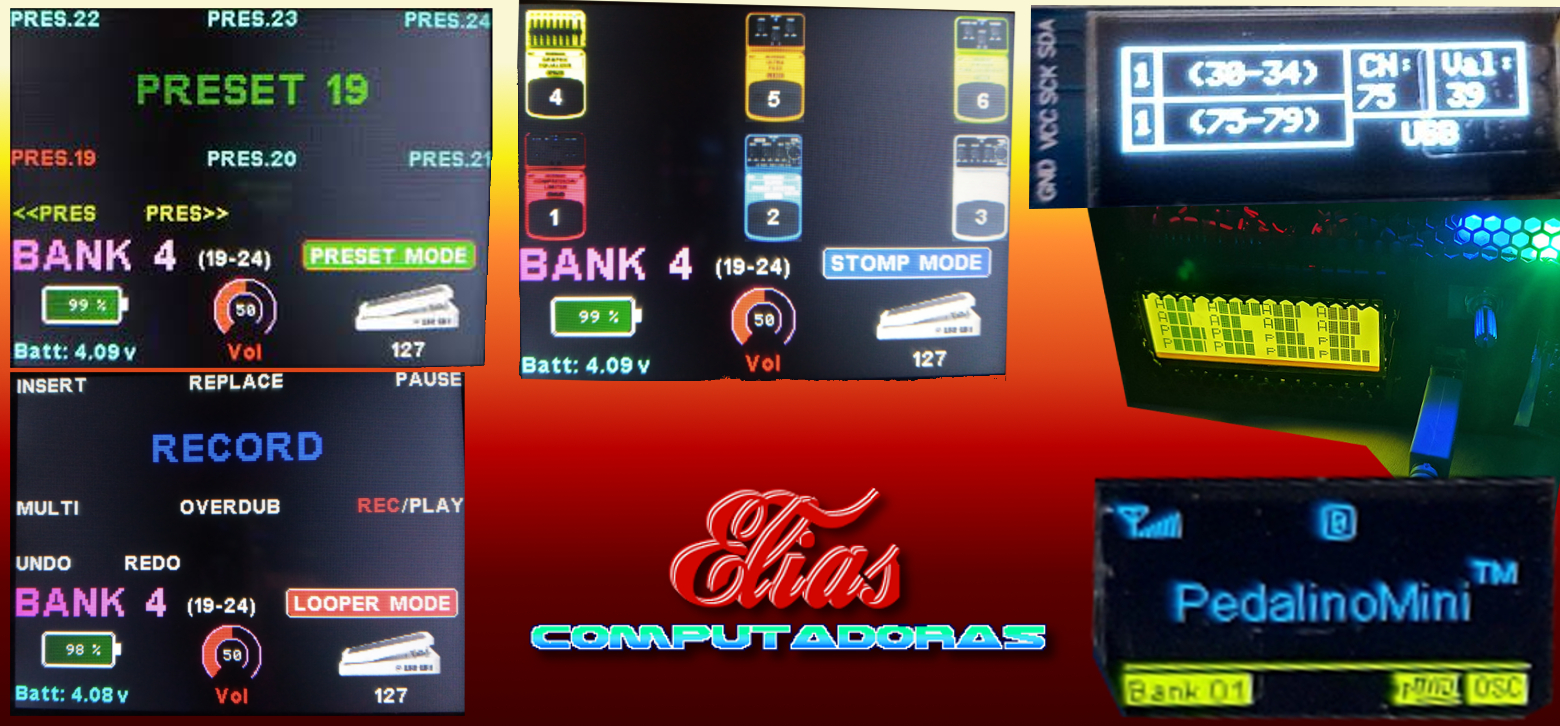 PRES.22 PRES.23 PRES.24
PRESET 19
PRES.19 PRES.20 PRES.21
<<PRES PRES>>
BANK 4 (19-24) PRESET MODE
99 % 50
Batt: 4.09 v Vol 127
4 5 6
1 2 3
BANK 4 (19-24) STOMP MODE
99 % 50
Batt: 4.09 v Vol 127
GND VCC SCK SDA
1 (30-34) CN: Val:
75 39
1 (75-79)
USB
A A A A
A A A A
P P P P
P P P P
INSERT REPLACE PAUSE
RECORD
MULTI OVERDUB REC/PLAY
UNDO REDO
BANK 4 (19-24) LOOPER MODE
98 % 50
Batt: 4.08 v Vol 127
Elias
COMPUTADORAS
PedalinoMini™
Bank 01 OSC